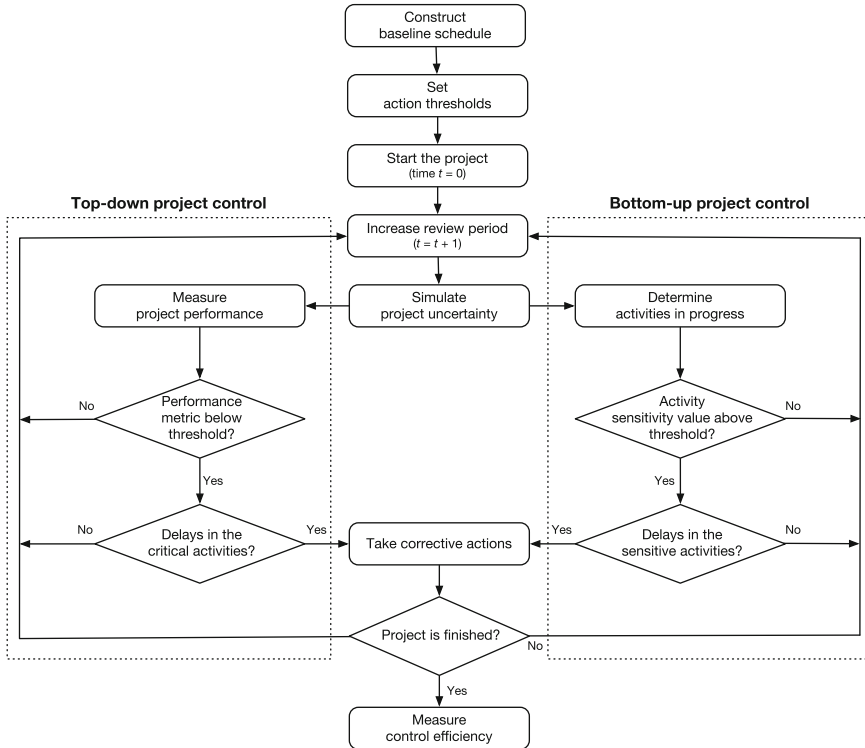 Construct
baseline schedule
Set
action thresholds
Start the project
(time t = 0)
Top-down project control
Bottom-up project control
Increase review period
(t = t + 1)
Measure
project performance
Simulate
project uncertainty
Determine
activities in progress
Performance
metric below
threshold?
No
Activity
sensitivity value above
threshold?
No
Yes
Yes
No
Delays in the
critical activities?
Yes
Take corrective actions
Yes
Delays in the
sensitive activities?
No
Project is finished?
No
Yes
Measure
control efficiency